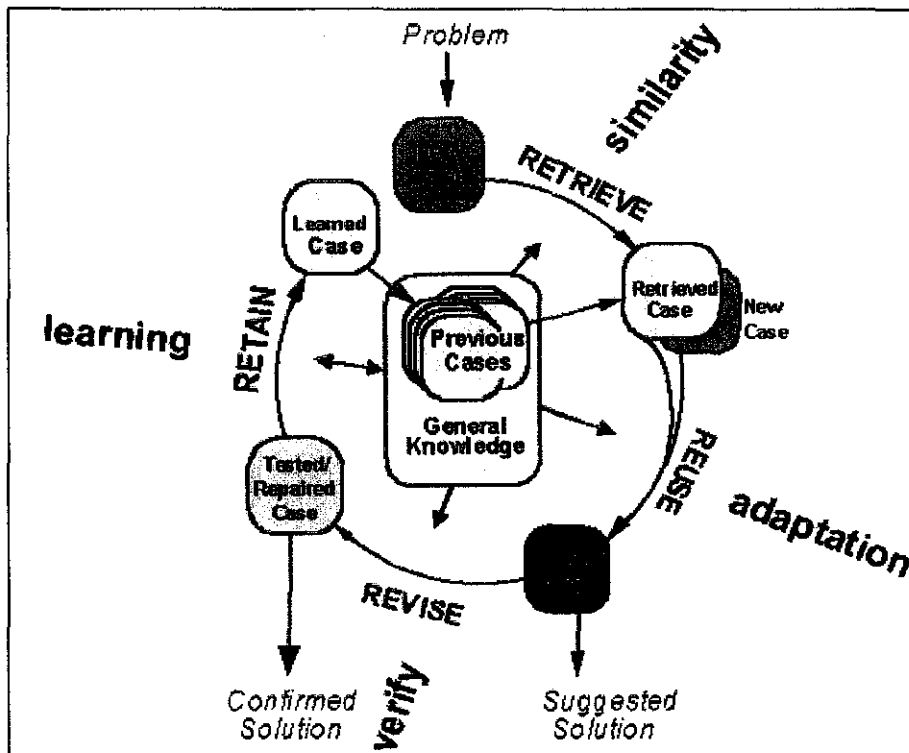 Problem
similarity
RETRIEVE
Learned
Case
Retrieved
Case
New
Case
RETAIN
learning
Previous
Cases
General
Knowledge
REUSE
adaptation
Tested/
Repaired
Case
REVISE
verify
Confirmed
Solution
Suggested
Solution